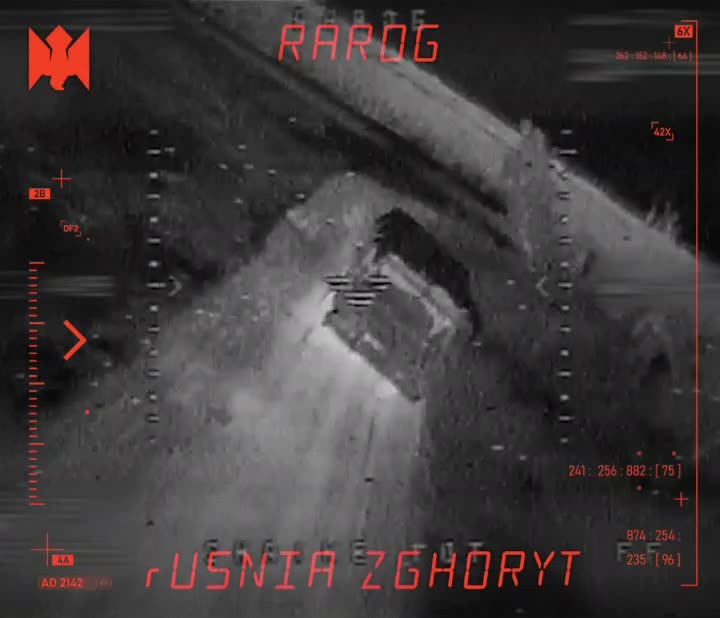 RAROG
6X
262:182:148:[64]
42X
2B
DF2
241: 256:882:[75]
874:254:
235:[96]
4A
AD 2142
rUSNIA ZGHORYT